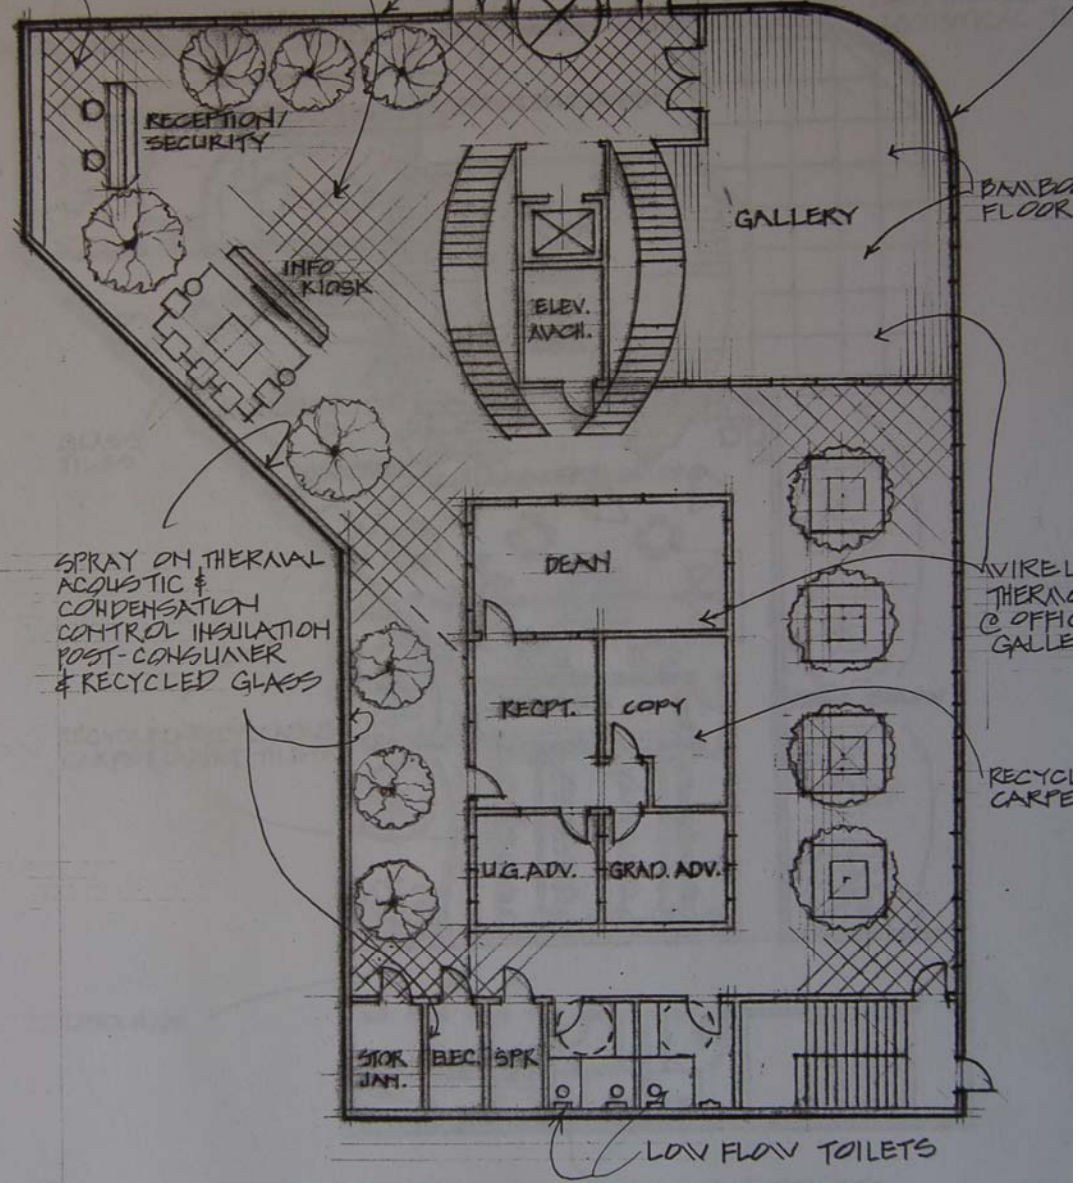 RECEPTION/
SECURITY
INFO
KIOSK
ELEV.
MACH.
GALLERY
FLOOR
SPRAY ON THERMAL
ACOUSTIC &
CONDENSATION
CONTROL INSULATION
POST-CONSUMER
& RECYCLED GLASS
DEAN
RECPT.
COPY
U.G. ADV.
GRAD. ADV.
@
STOR
JAN.
ELEC.
SPR
LOW FLOW TOILETS